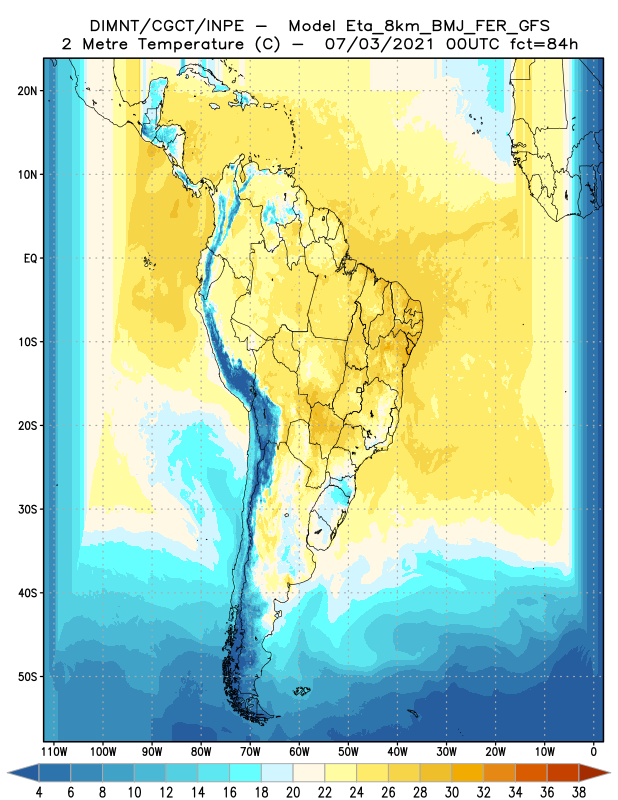 DIMNT/CGCT/INPE –  Model Eta_8km_BMJ_FER_GFS
2 Metre Temperature (C) –  07/03/2021 00UTC fct=84h
20N
10N
EQ
10S
20S
30S
40S
50S
110W 100W 90W 80W 70W 60W 50W 40W 30W 20W 10W 0
4 6 8 10 12 14 16 18 20 22 24 26 28 30 32 34 36 38